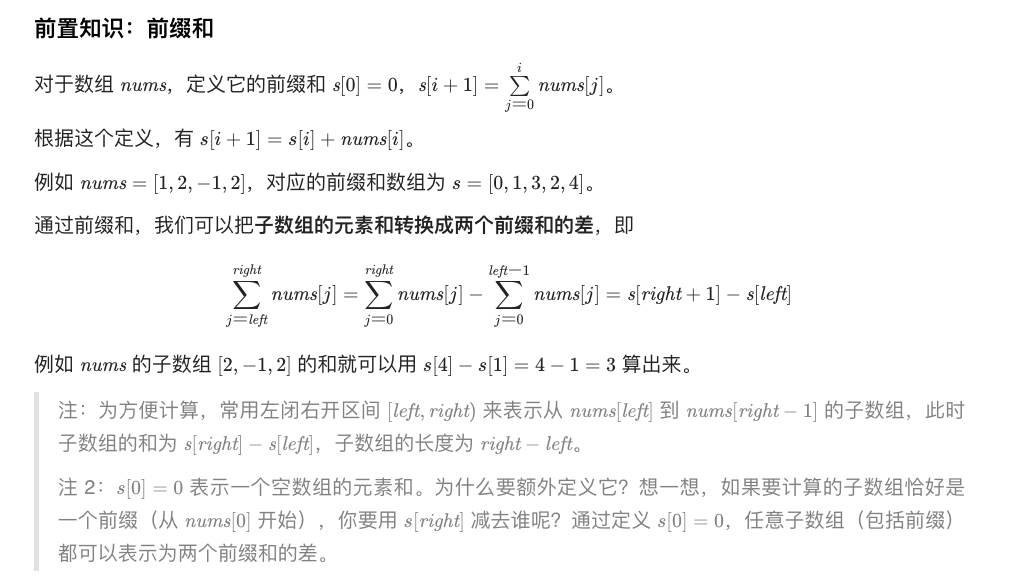 前置知识：前缀和
对于数组 nums，定义它的前缀和 s[0] = 0，s[i + 1] = \sum_{j=0}^{i} nums[j]。
根据这个定义，有 s[i + 1] = s[i] + nums[i]。
例如 nums = [1, 2, −1, 2]，对应的前缀和数组为 s = [0, 1, 3, 2, 4]。
通过前缀和，我们可以把子数组的元素和转换成两个前缀和的差，即
\sum_{j=left}^{right} nums[j] = \sum_{j=0}^{right} nums[j] − \sum_{j=0}^{left−1} nums[j] = s[right + 1] − s[left]
例如 nums 的子数组 [2, −1, 2] 的和就可以用 s[4] − s[1] = 4 − 1 = 3 算出来。
注：为方便计算，常用左闭右开区间 [left, right) 来表示从 nums[left] 到 nums[right − 1] 的子数组，此时
子数组的和为 s[right] − s[left]，子数组的长度为 right − left。
注 2：s[0] = 0 表示一个空数组的元素和。为什么要额外定义它？想一想，如果要计算的子数组恰好是
一个前缀（从 nums[0] 开始），你要用 s[right] 减去谁呢？通过定义 s[0] = 0，任意子数组（包括前缀）
都可以表示为两个前缀和的差。